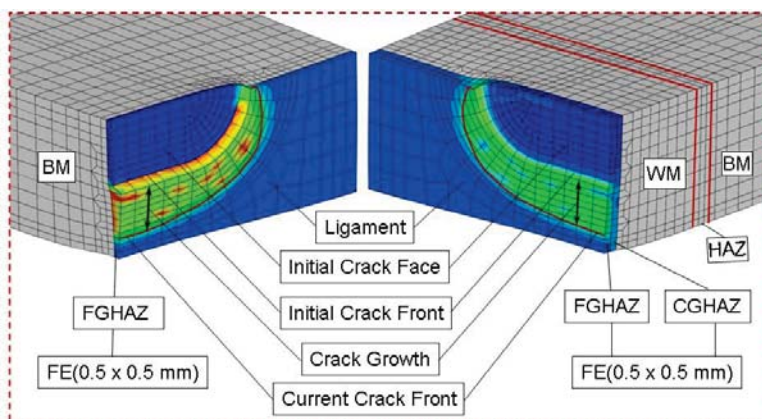 BM
WM
BM
HAZ
Ligament
Initial Crack Face
FGHAZ
Initial Crack Front
FGHAZ
CGHAZ
Crack Growth
FE(0.5 x 0.5 mm)
FE(0.5 x 0.5 mm)
Current Crack Front